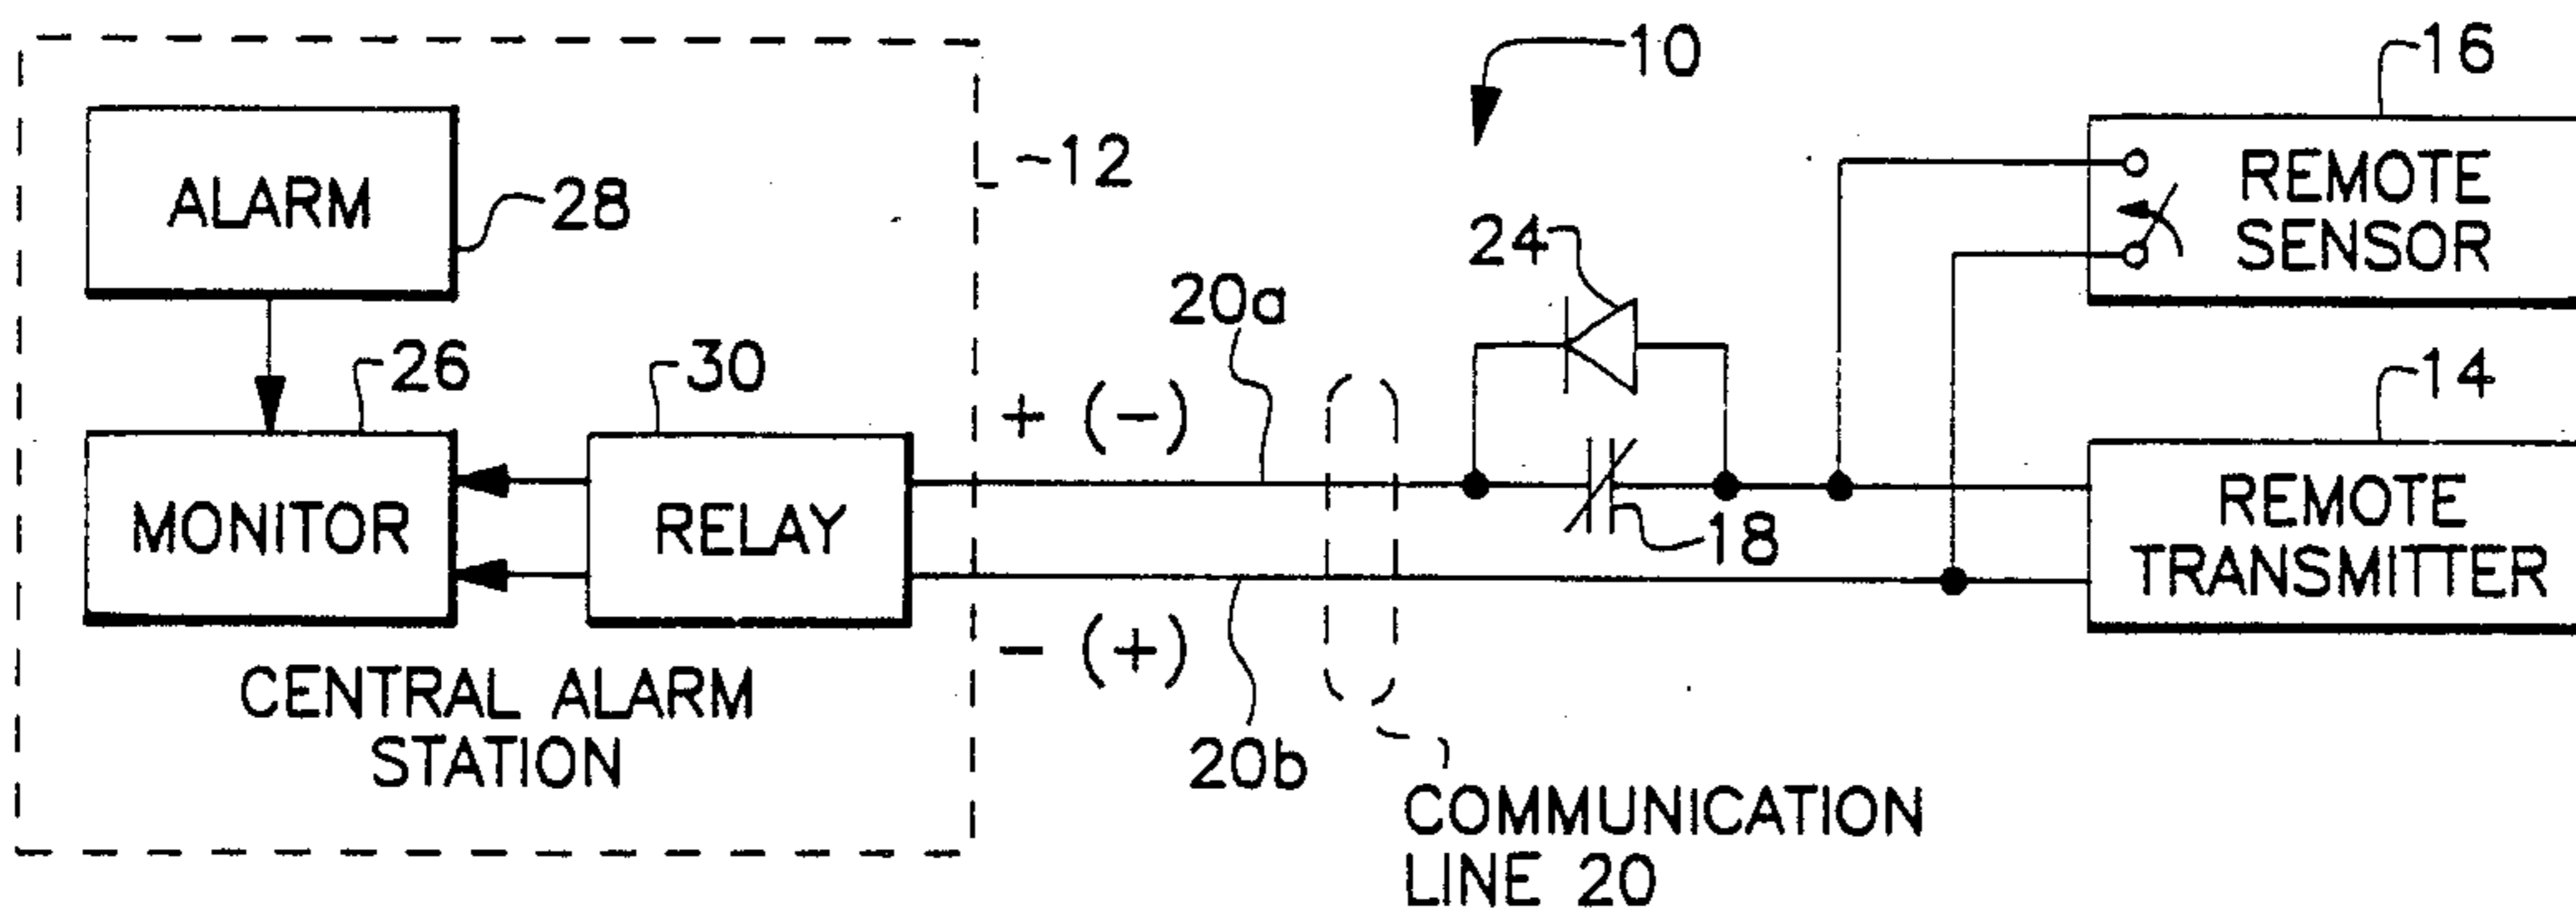 10
16
12
ALARM
28
REMOTE
SENSOR
24
20a
26
30
+ (-)
14
MONITOR
RELAY
18
REMOTE
TRANSMITTER
- (+)
CENTRAL ALARM
STATION
20b
COMMUNICATION
LINE 20